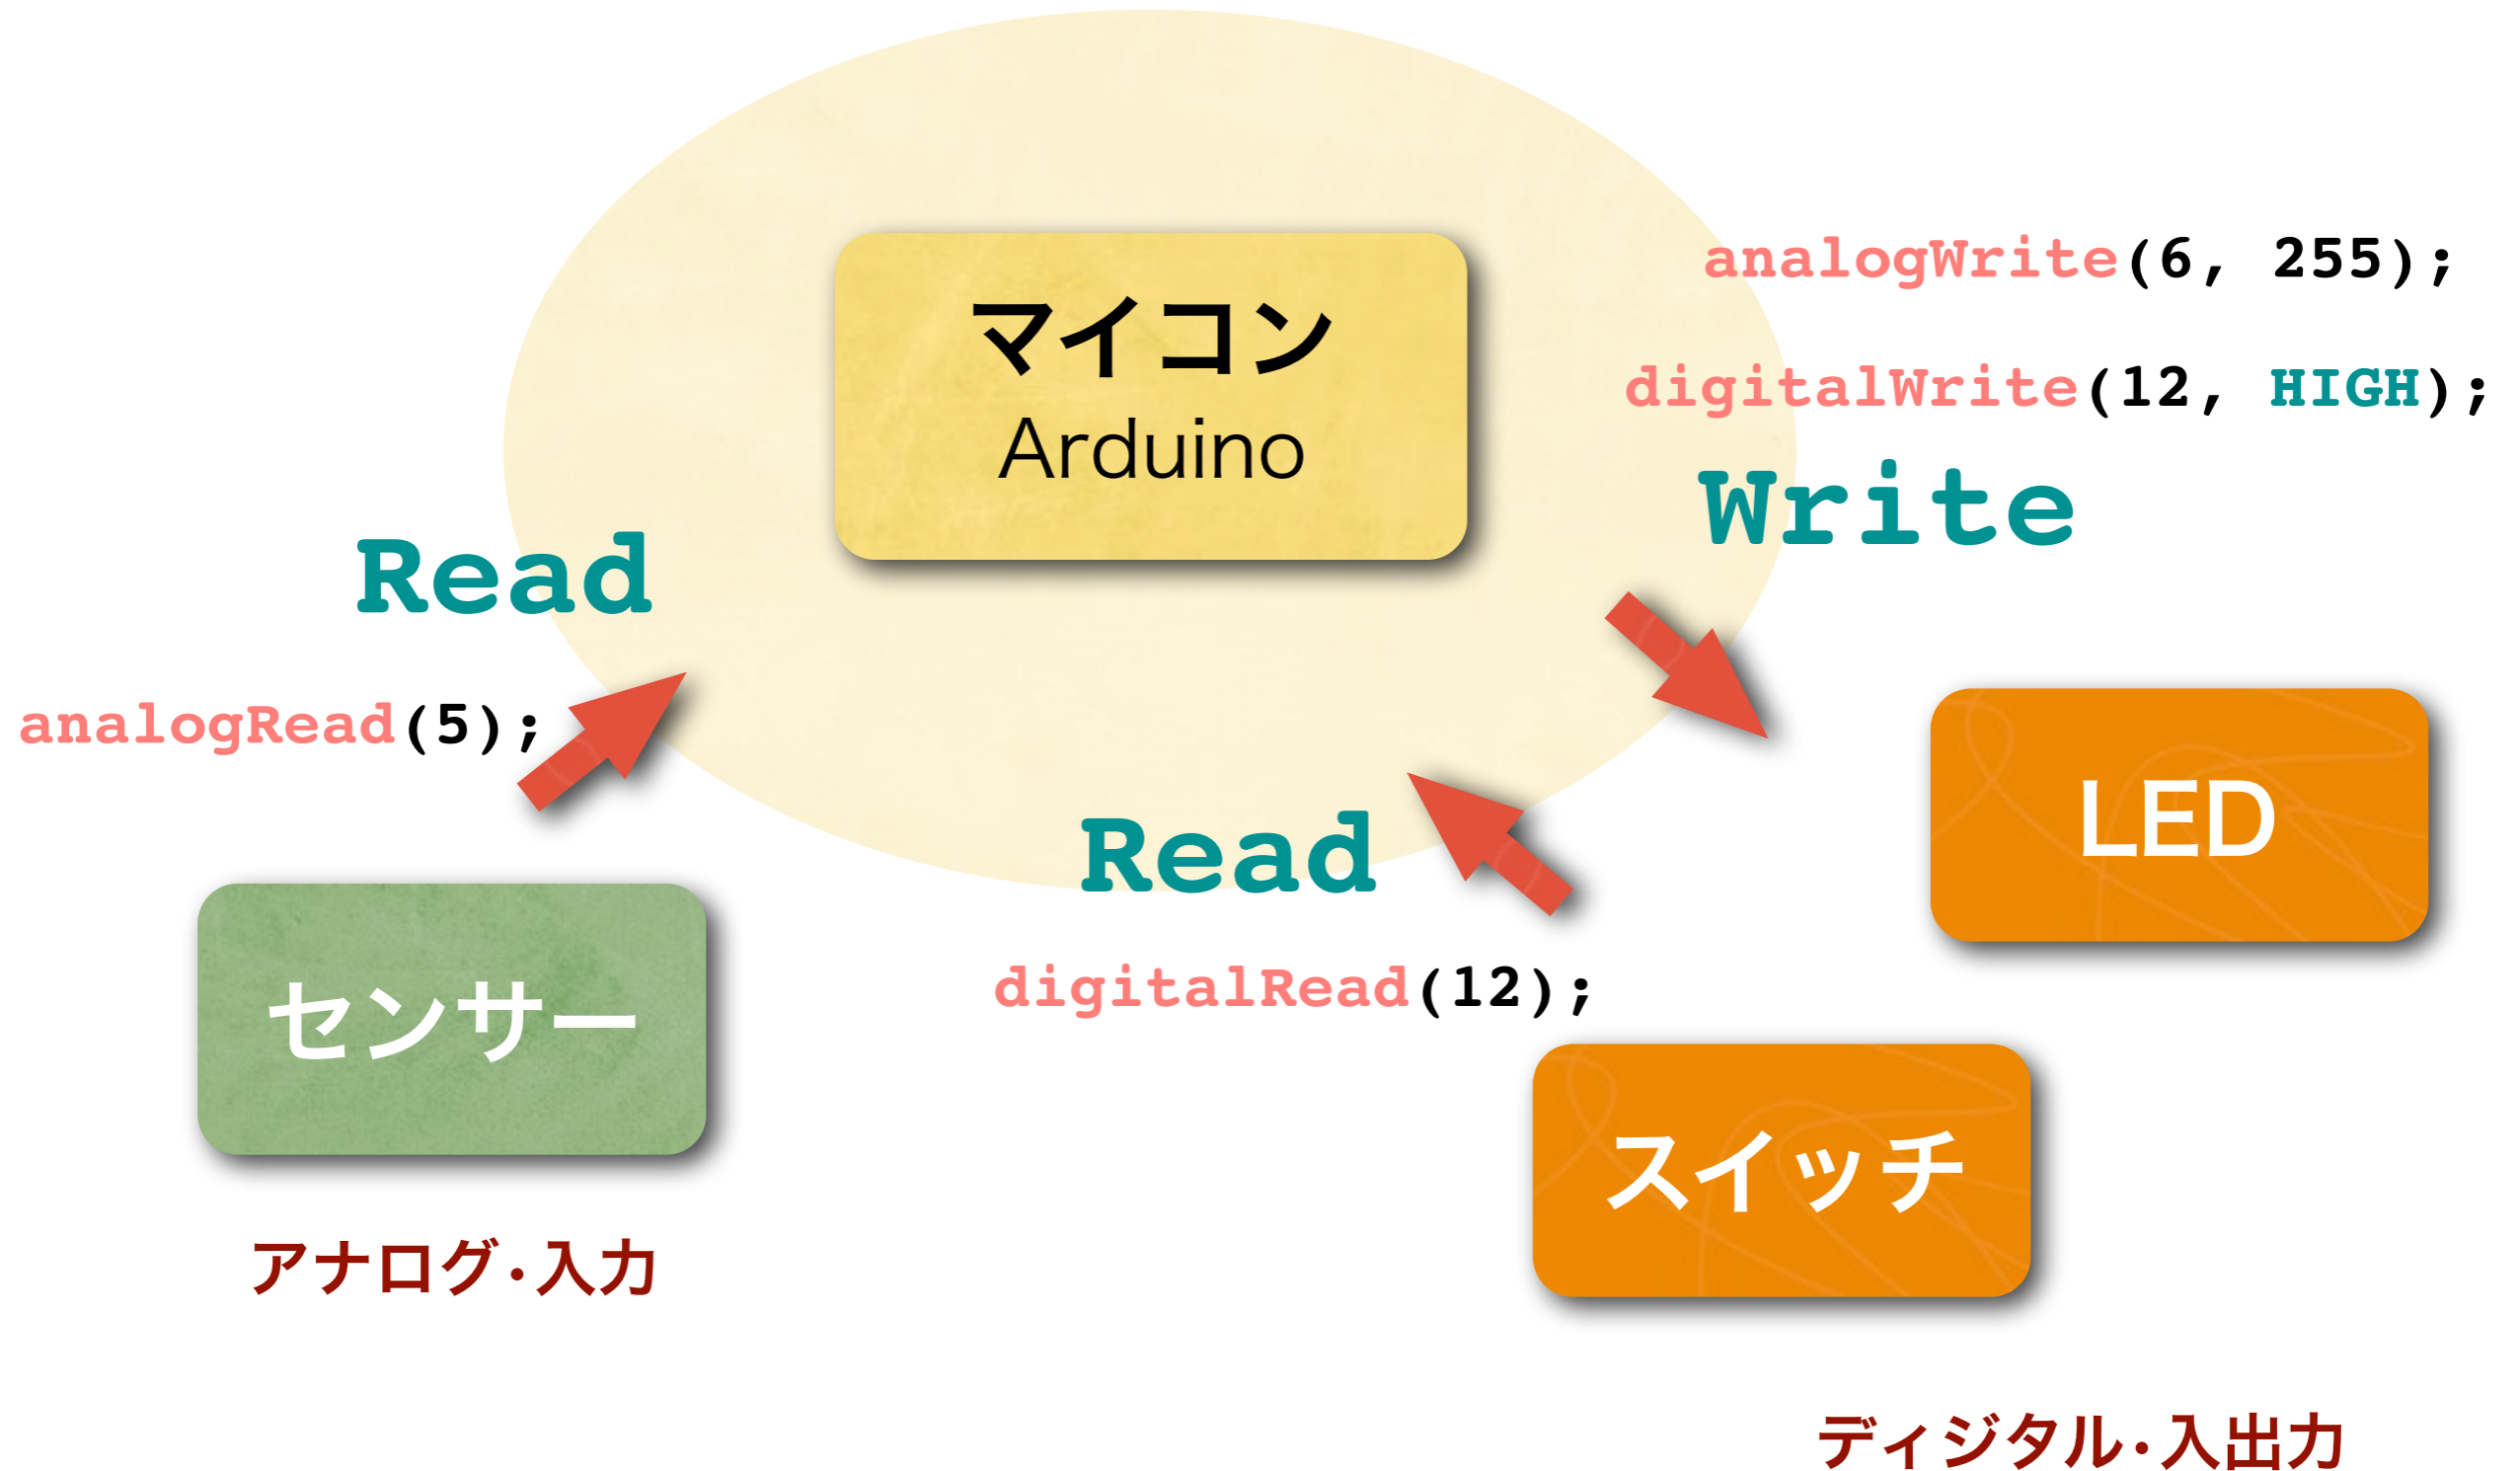 マイコン
Arduino
analogWrite(6, 255);
digitalWrite(12, HIGH);
Write
Read
analogRead(5);
LED
Read
digitalRead(12);
センサー
スイッチ
アナログ・入力
ディジタル・入出力